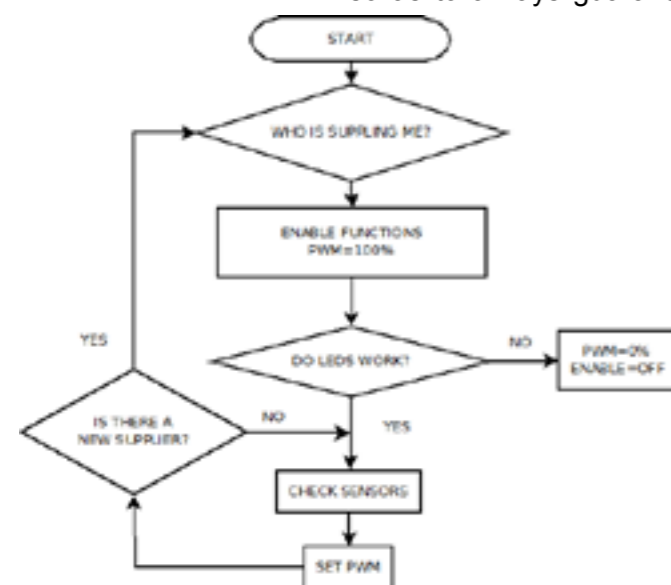 START
WHO IS SUPPLING ME?
ENABLE FUNCTIONS
PWM=100%
DO LEDS WORK?
NO
PWM=0%
ENABLE=OFF
YES
IS THERE A
NEW SUPPLIER?
NO
YES
CHECK SENSORS
SET PWM